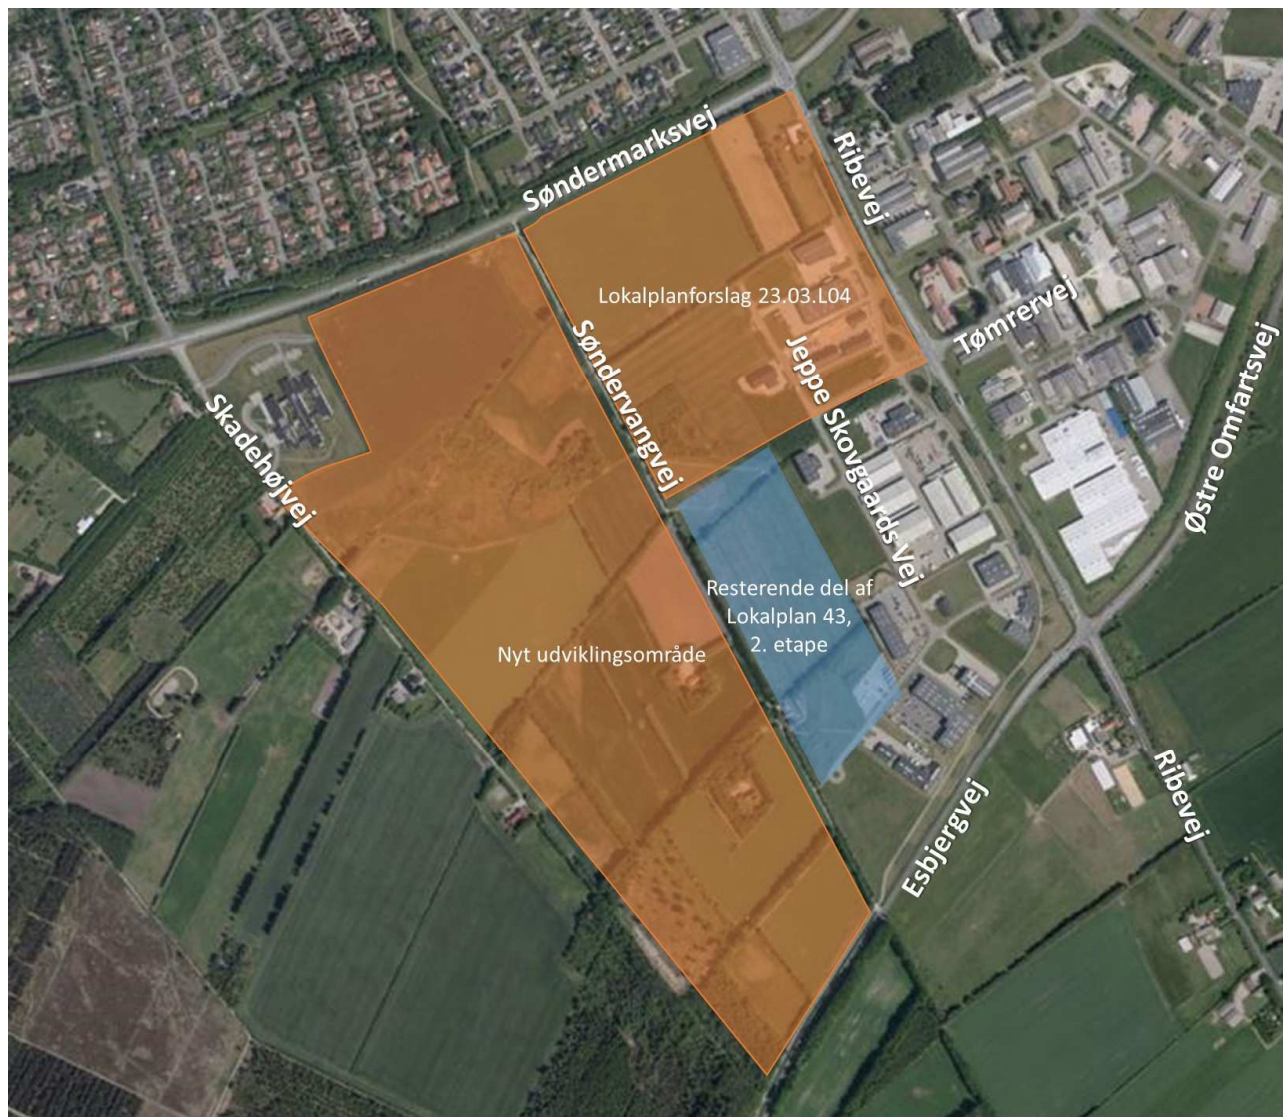 Søndermarksvej
Ribevej
Lokalplanforslag 23.03.L04
Tømrervej
Søndervangvej
Jeppe Skovgaards Vej
Østre Omfartsvej
Skadehøjvej
Resterende del af
Lokalplan 43,
2. etape
Nyt udviklingsområde
Esbjergvej
Ribevej